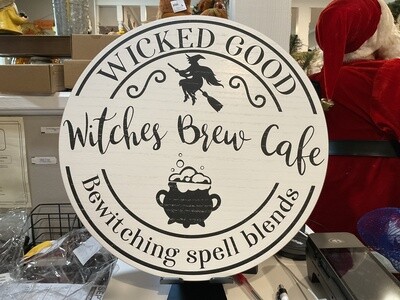 WICKED GOOD
Witches Brew Cafe
Bewitching spell blends